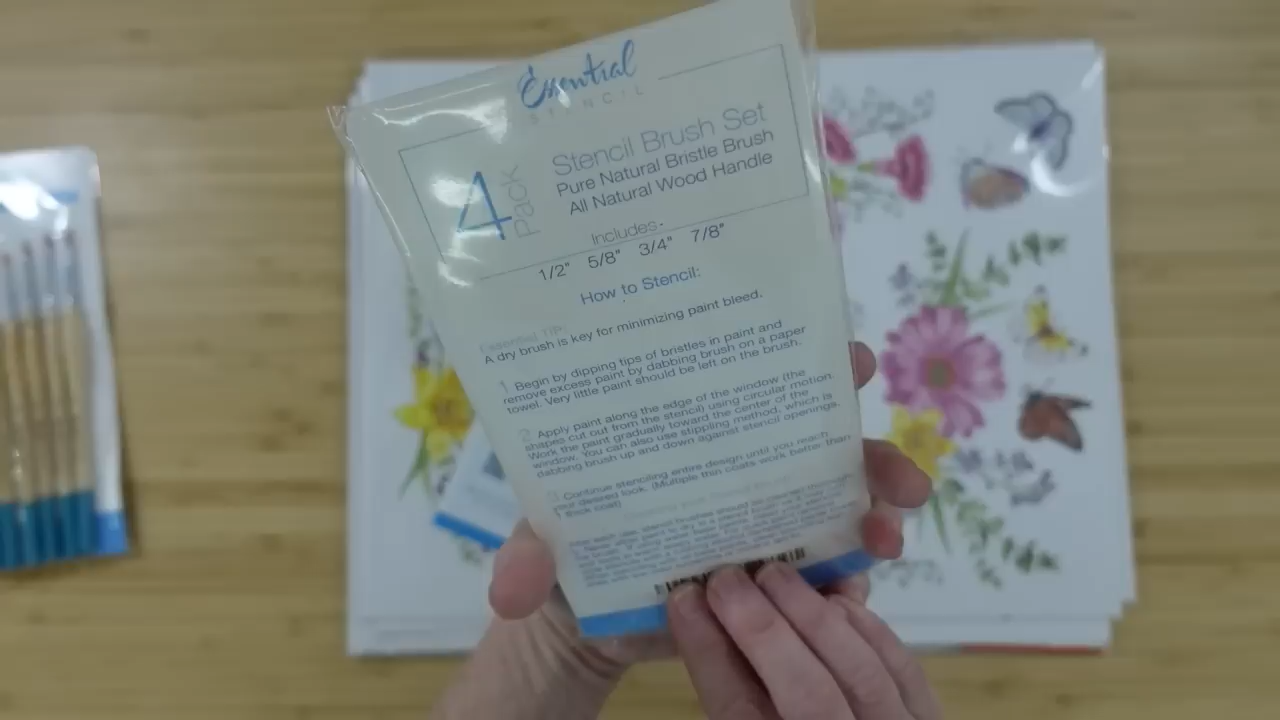 Essential
STENCIL
4 Pack
Stencil Brush Set
Pure Natural Bristle Brush
All Natural Wood Handle
Includes:
1/2" 5/8" 3/4" 7/8"
How to Stencil:
Essential TIP:
A dry brush is key for minimizing paint bleed.
1 Begin by dipping tips of bristles in paint and
remove excess paint by dabbing brush on a paper
towel. Very little paint should be left on the brush.
2 Apply paint along the edge of the window (the
shapes cut out from the stencil) using circular motion.
Work the paint gradually toward the center of the
window. You can also use stippling method, which is
dabbing brush up and down against stencil openings.
3 Continue stenciling entire design until you reach
your desired look. (Multiple thin coats work better than
1 thick coat)